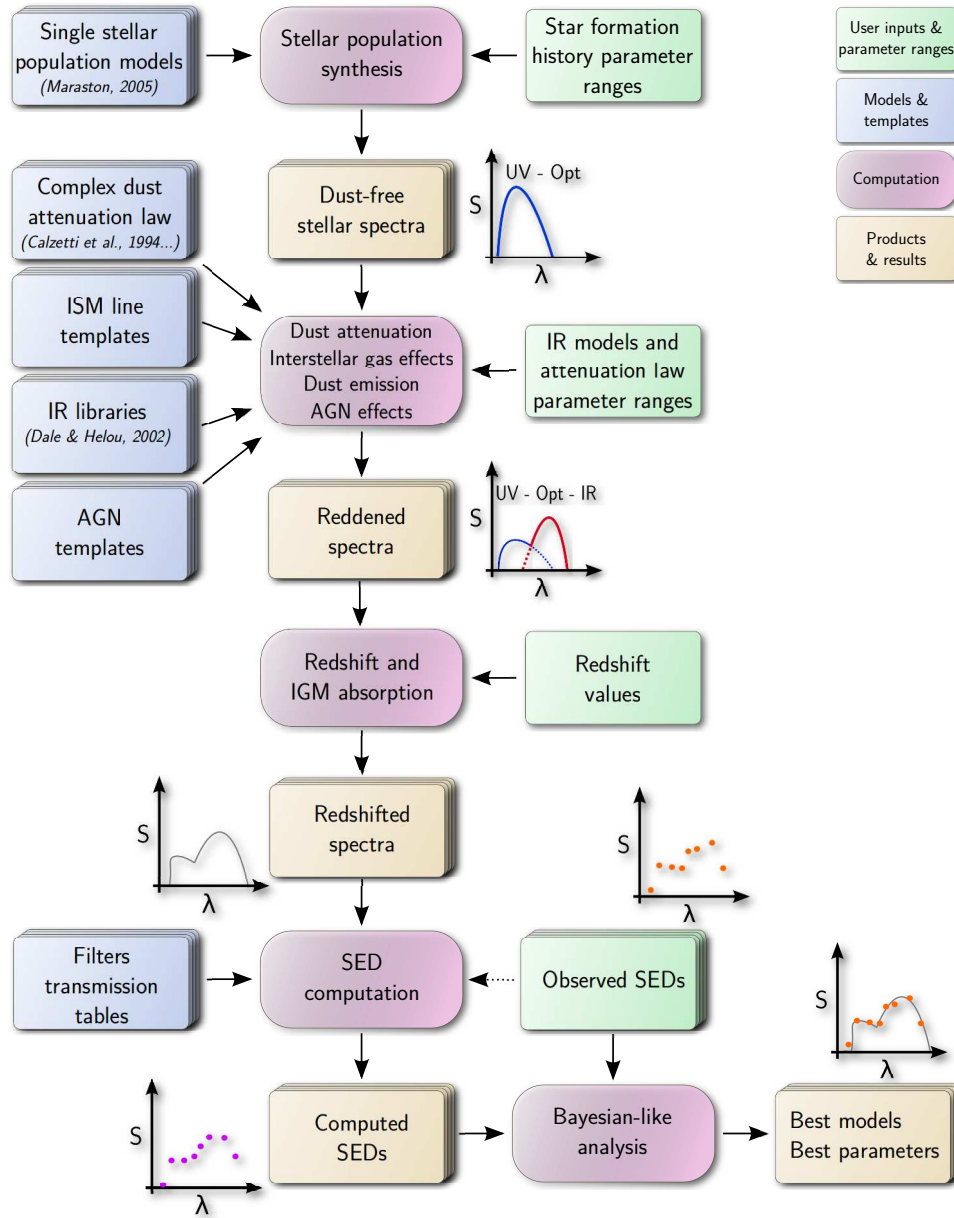 Single stellar
population models
(Maraston, 2005)
Stellar population
synthesis
Star formation
history parameter
ranges
User inputs &
parameter ranges
Models &
templates
Computation
Products
& results
Complex dust
attenuation law
(Calzetti et al., 1994...)
Dust-free
stellar spectra
UV - Opt
S
λ
ISM line
templates
Dust attenuation
Interstellar gas effects
Dust emission
AGN effects
IR models and
attenuation law
parameter ranges
IR libraries
(Dale & Helou, 2002)
AGN
templates
Reddened
spectra
UV - Opt - IR
S
λ
Redshift and
IGM absorption
Redshift
values
S
λ
Redshifted
spectra
S
λ
Filters
transmission
tables
SED
computation
Observed SEDs
S
λ
S
λ
Computed
SEDs
Bayesian-like
analysis
Best models
Best parameters